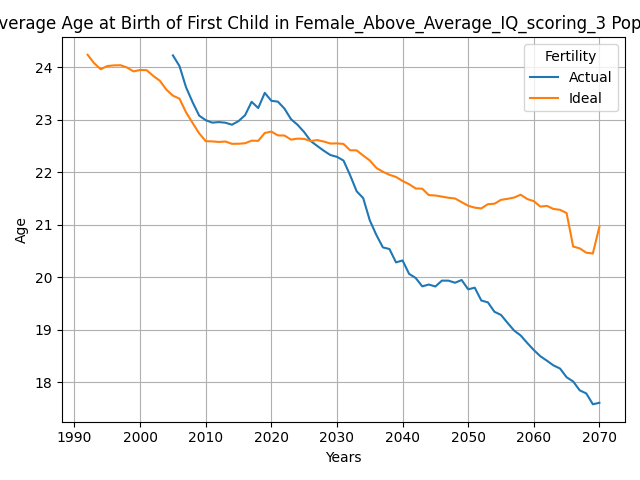 verage Age at Birth of First Child in Female_Above_Average_IQ_scoring_3 Pop
Fertility
Actual
Ideal
24
23
22
21
20
19
18
Age
1990
2000
2010
2020
2030
2040
2050
2060
2070
Years